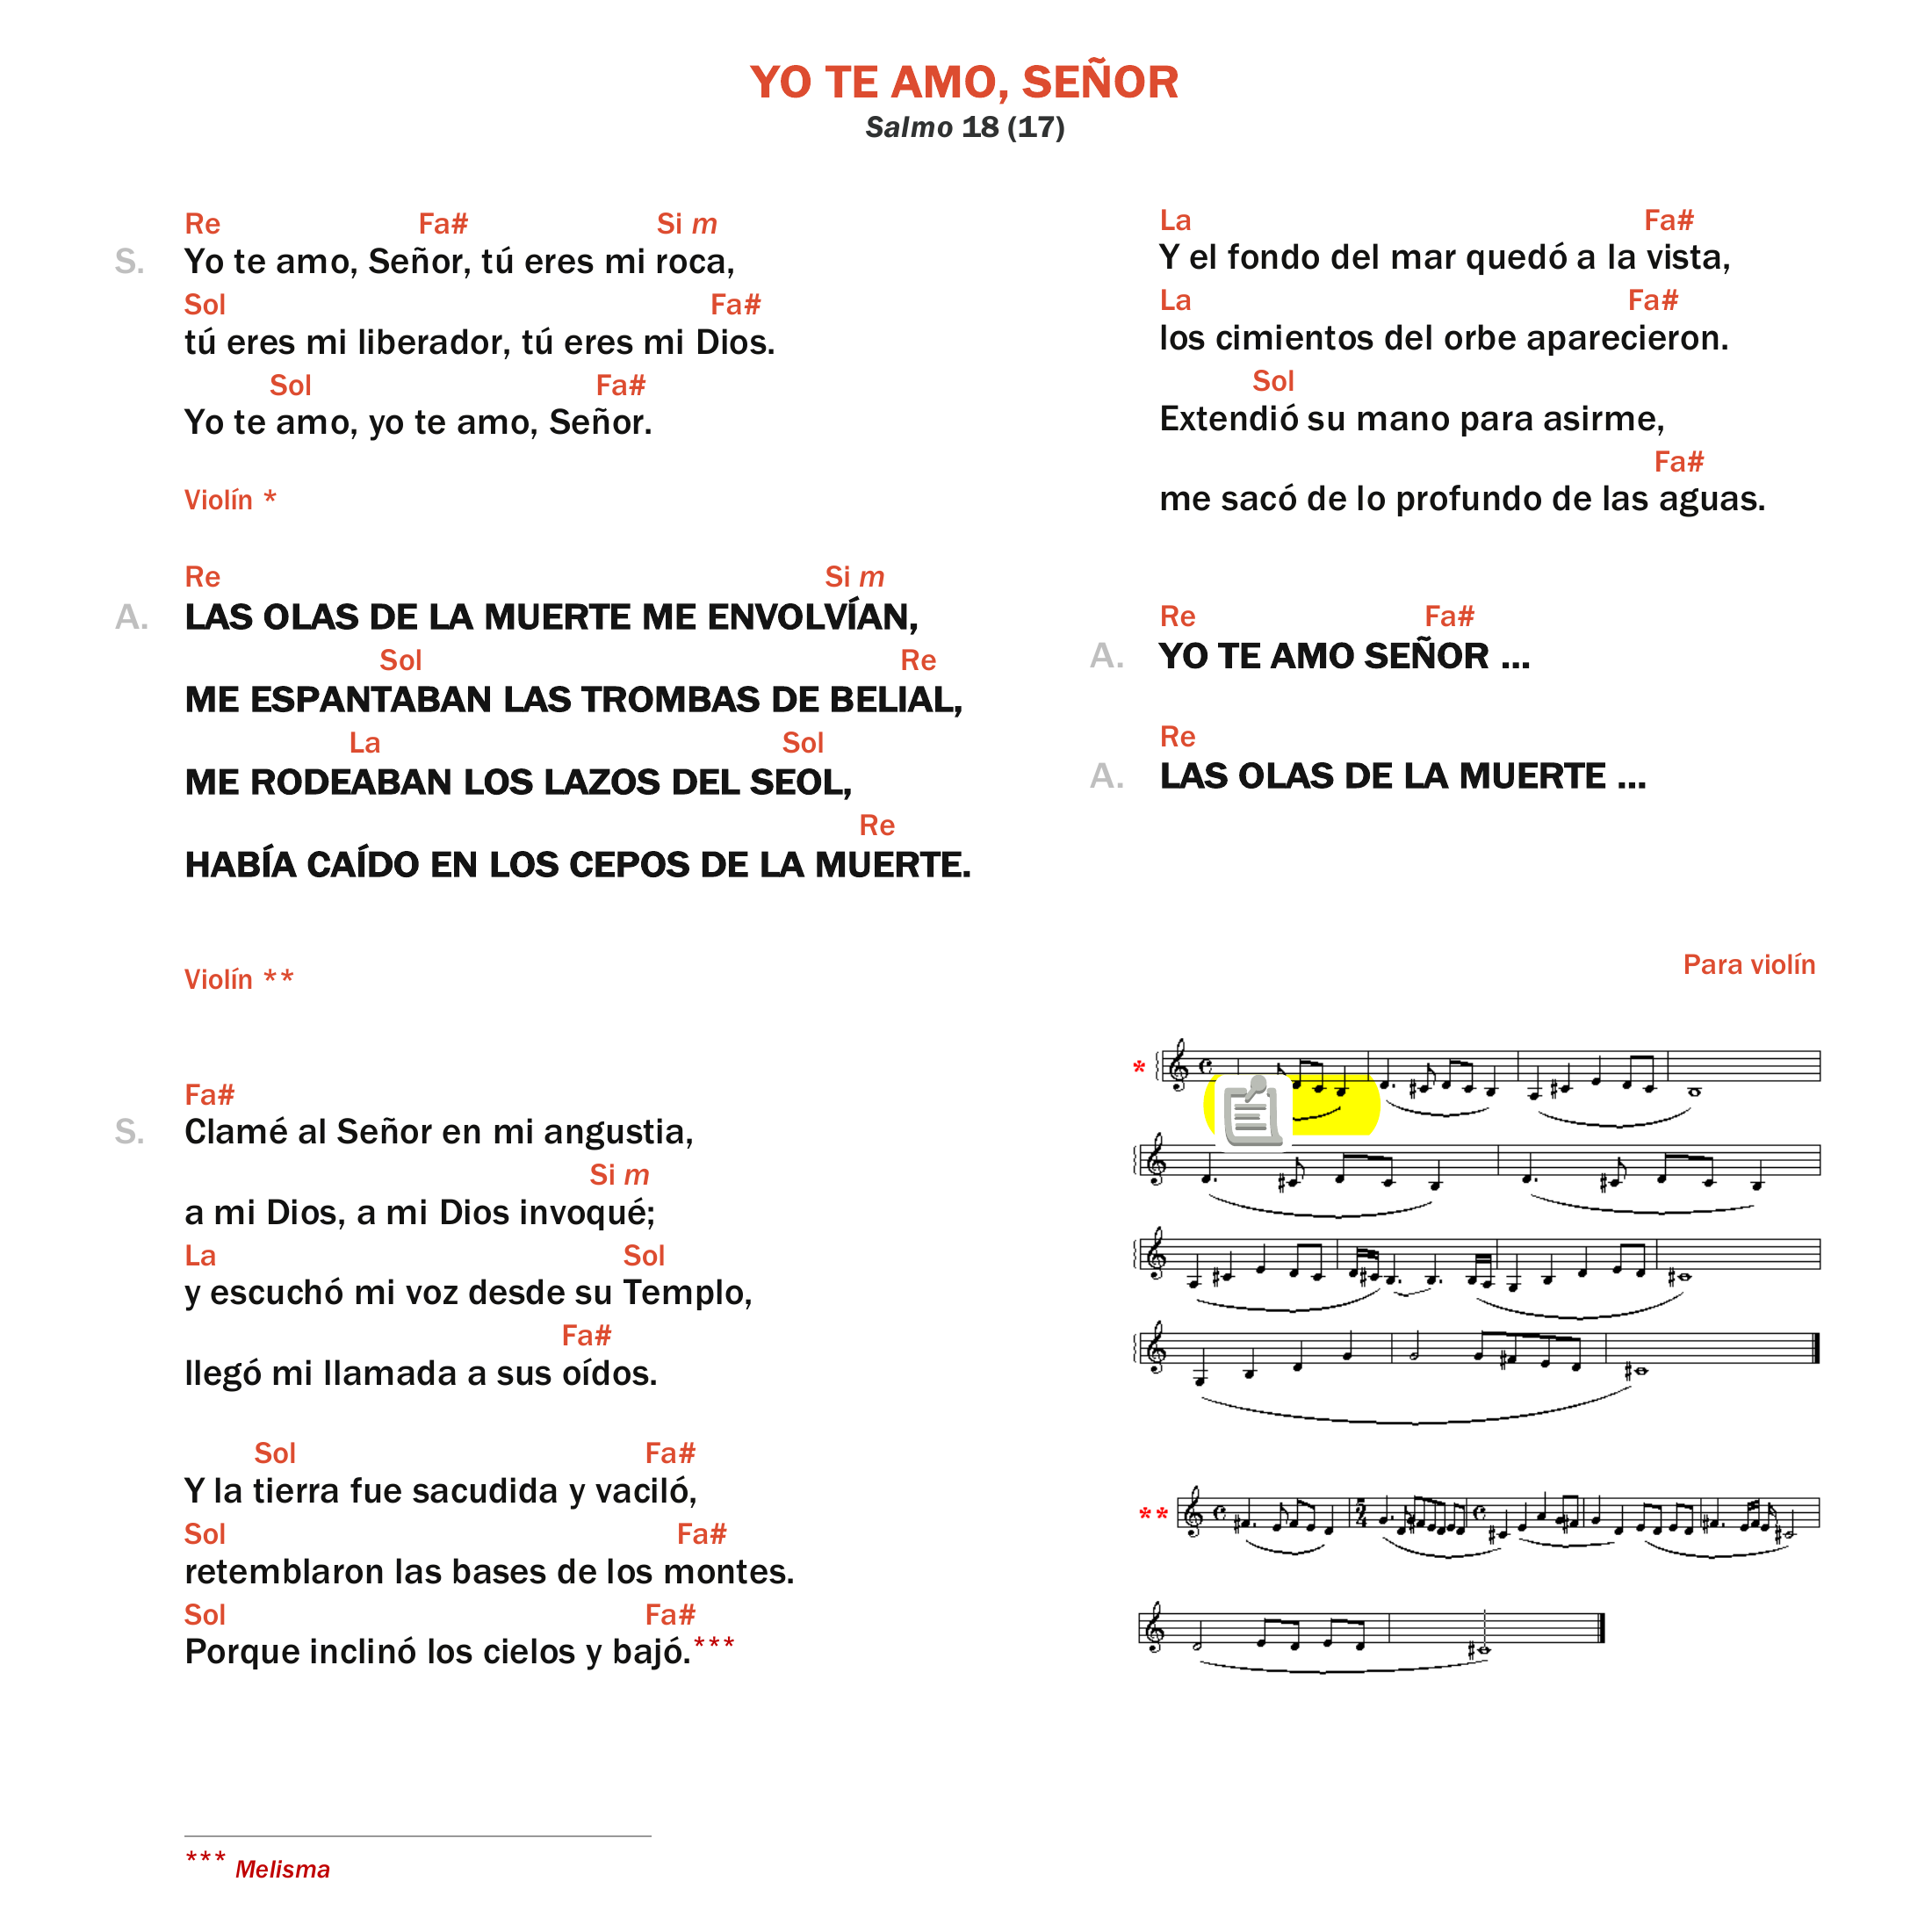 YO TE AMO, SEÑOR
Salmo 18 (17)
Re Fa# Si m
S. Yo te amo, Señor, tú eres mi roca,
Sol Fa#
tú eres mi liberador, tú eres mi Dios.
Sol Fa#
Yo te amo, yo te amo, Señor.
Violín *
Re Si m
A. LAS OLAS DE LA MUERTE ME ENVOLVÍAN,
Sol Re
ME ESPANTABAN LAS TROMBAS DE BELIAL,
La Sol
ME RODEABAN LOS LAZOS DEL SEOL,
Re
HABÍA CAÍDO EN LOS CEPOS DE LA MUERTE.
Violín **
Fa#
S. Clamé al Señor en mi angustia,
Si m
a mi Dios, a mi Dios invoqué;
La Sol
y escuchó mi voz desde su Templo,
Fa#
llegó mi llamada a sus oídos.
Sol Fa#
Y la tierra fue sacudida y vaciló,
Sol Fa#
retemblaron las bases de los montes.
Sol Fa#
Porque inclinó los cielos y bajó.***
*** Melisma
La Fa#
Y el fondo del mar quedó a la vista,
La Fa#
los cimientos del orbe aparecieron.
Sol
Extendió su mano para asirme,
Fa#
me sacó de lo profundo de las aguas.
Re Fa#
A. YO TE AMO SEÑOR ...
Re
A. LAS OLAS DE LA MUERTE ...
Para violín
*
**
7
4